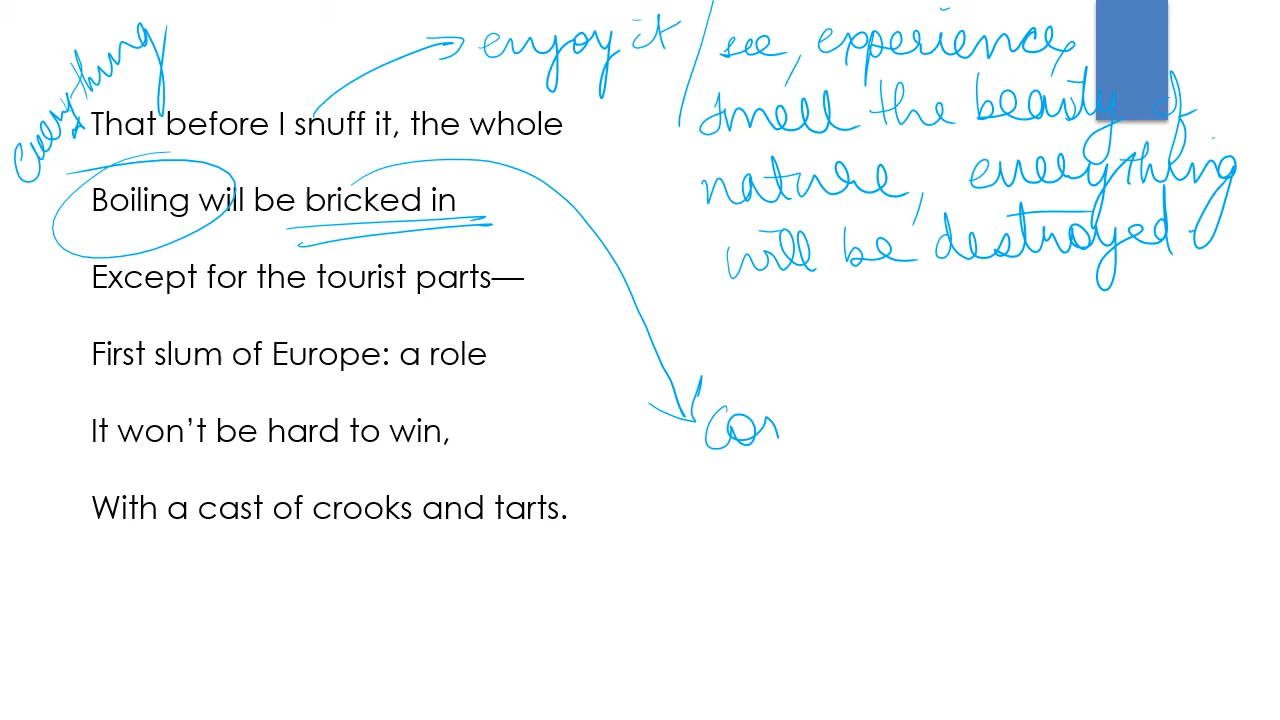 everything
enjoy it / see, experience,
smell the beauty of
nature, everything
will be destroyed.
That before I snuff it, the whole
Boiling will be bricked in
Except for the tourist parts—
First slum of Europe: a role
It won't be hard to win,
With a cast of crooks and tarts.